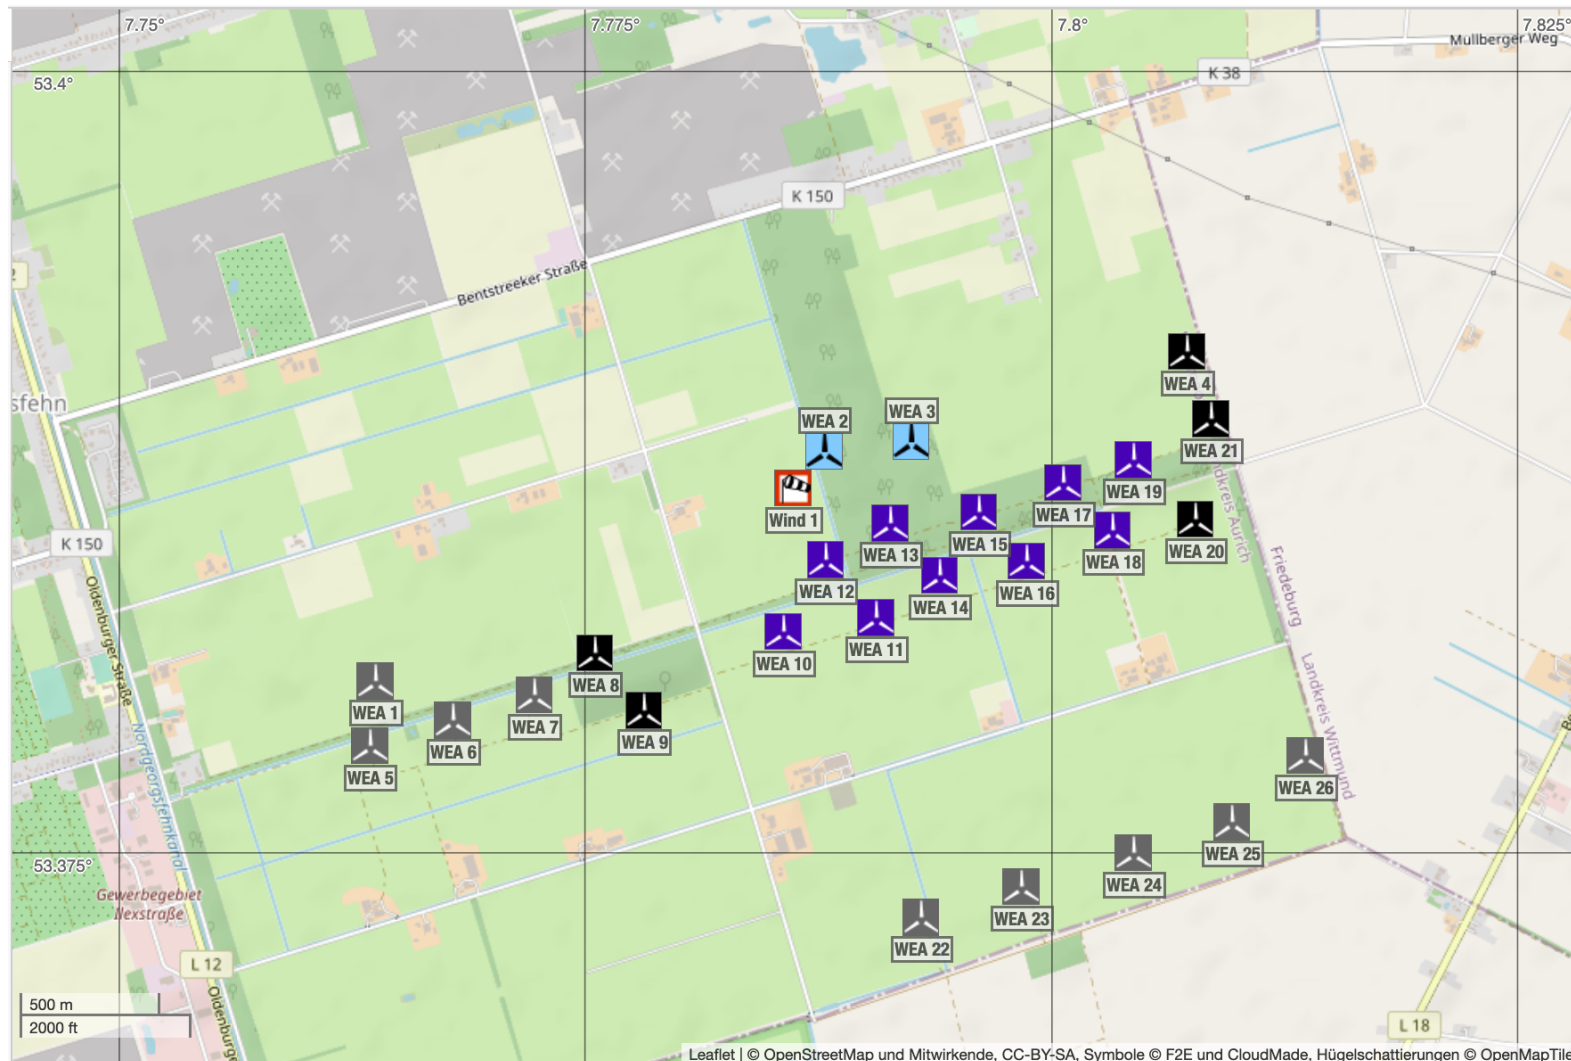 7.75°
7.775°
7.8°
7.825°
Mullberger Weg
K 38
53.4°
K 150
Bentstreeker Straße
2
sfehn
WEA 4
WEA 3
WEA 2
WEA 21
WEA 19
WEA 17
Wind 1
WEA 15
WEA 13
WEA 18
WEA 20
K 150
ndkreis Aurich
Friedeburg
WEA 12
WEA 16
WEA 14
Oldenburger Straße
WEA 11
WEA 10
WEA 8
WEA 1
WEA 7
WEA 9
WEA 6
WEA 5
Landkreis Wittmund
Nordgeorgsfehnkanal
Be
WEA 26
WEA 25
53.375°
WEA 24
Gewerbegebiet
Ilexstraße
WEA 23
WEA 22
L 12
500 m
2000 ft
Oldenburge
L 18
Leaflet | © OpenStreetMap und Mitwirkende, CC-BY-SA, Symbole © F2E und CloudMade, Hügelschattierungen © OpenMapTile